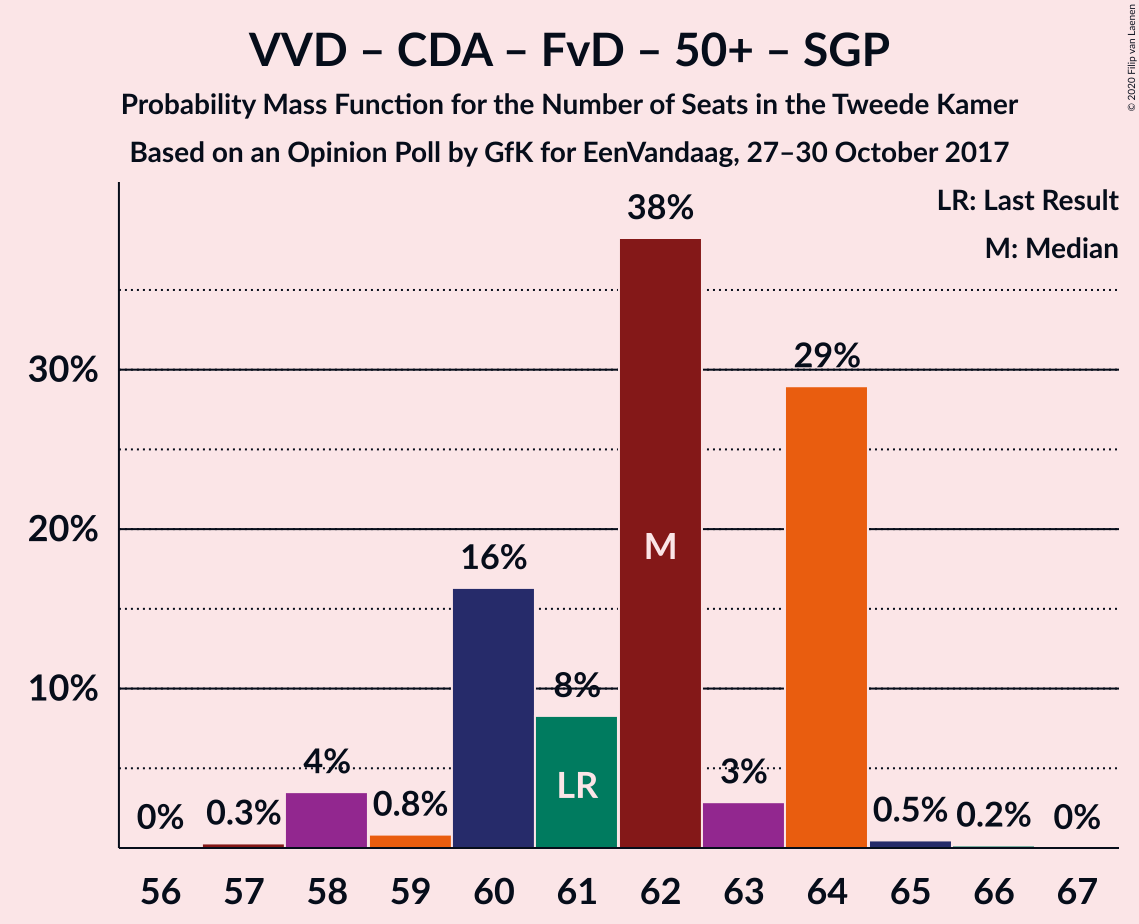 VVD – CDA – FvD – 50+ – SGP
Probability Mass Function for the Number of Seats in the Tweede Kamer
Based on an Opinion Poll by GfK for EenVandaag, 27–30 October 2017
© 2020 Filip van Laenen
LR: Last Result
M: Median
38%
30%
29%
20%
M
16%
10%
8%
LR
4%
3%
0%
0.3%
0.8%
0.5%
0.2%
0%
56 57 58 59 60 61 62 63 64 65 66 67